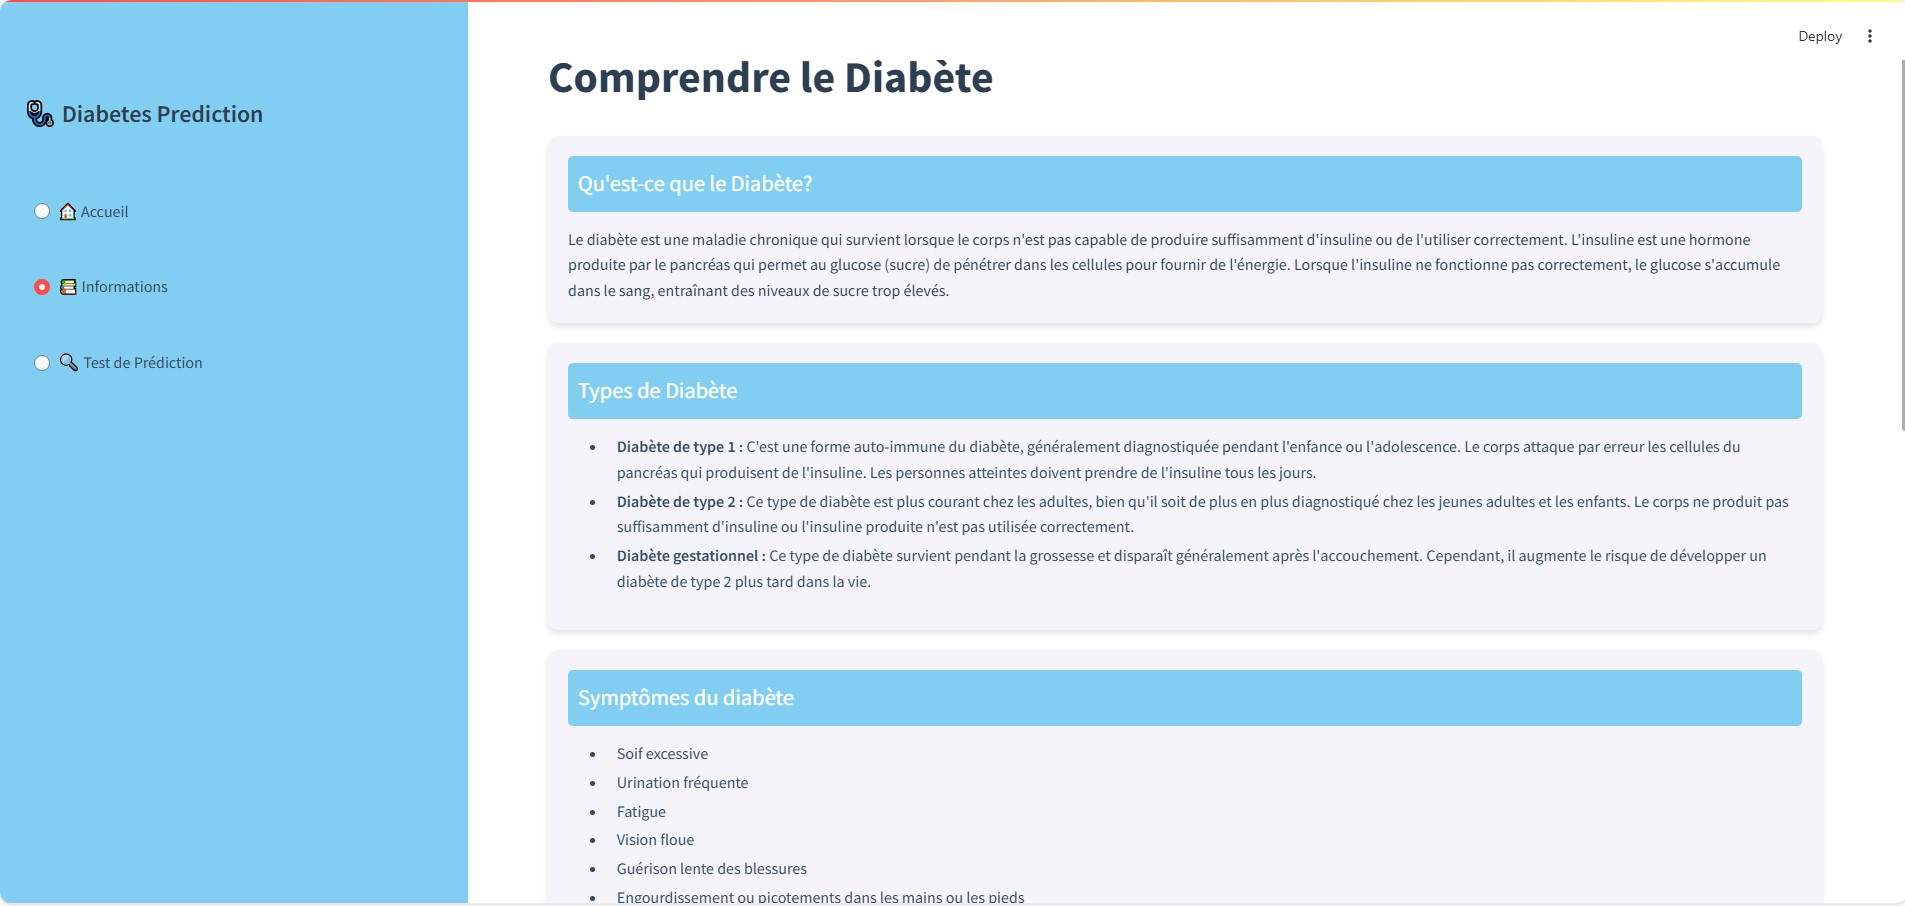 Deploy
Diabetes Prediction
Accueil
Informations
Test de Prédiction
Comprendre le Diabète
Qu'est-ce que le Diabète?
Le diabète est une maladie chronique qui survient lorsque le corps n'est pas capable de produire suffisamment d'insuline ou de l'utiliser correctement. L'insuline est une hormone
produite par le pancréas qui permet au glucose (sucre) de pénétrer dans les cellules pour fournir de l'énergie. Lorsque l'insuline ne fonctionne pas correctement, le glucose s'accumule
dans le sang, entraînant des niveaux de sucre trop élevés.
Types de Diabète
• Diabète de type 1 : C'est une forme auto-immune du diabète, généralement diagnostiquée pendant l'enfance ou l'adolescence. Le corps attaque par erreur les cellules du
pancréas qui produisent de l'insuline. Les personnes atteintes doivent prendre de l'insuline tous les jours.
• Diabète de type 2 : Ce type de diabète est plus courant chez les adultes, bien qu'il soit de plus en plus diagnostiqué chez les jeunes adultes et les enfants. Le corps ne produit pas
suffisamment d'insuline ou l'insuline produite n'est pas utilisée correctement.
• Diabète gestationnel : Ce type de diabète survient pendant la grossesse et disparaît généralement après l'accouchement. Cependant, il augmente le risque de développer un
diabète de type 2 plus tard dans la vie.
Symptômes du diabète
• Soif excessive
• Urination fréquente
• Fatigue
• Vision floue
• Guérison lente des blessures
• Engourdissement ou picotements dans les mains ou les pieds